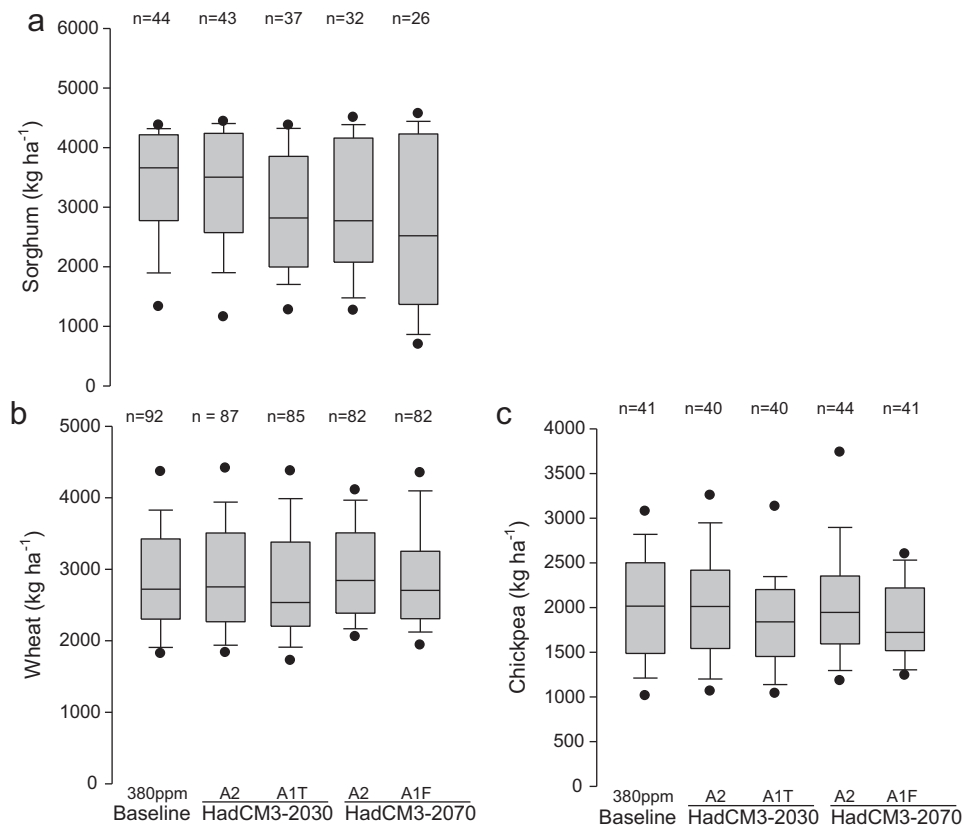 a
n=44 n=43 n=37 n=32 n=26
6000
5000
4000
3000
2000
1000
0
Sorghum (kg ha⁻¹)
b
n=92 n = 87 n=85 n=82 n=82
5000
4000
3000
2000
1000
0
Wheat (kg ha⁻¹)
380ppm A2 A1T A2 A1F
Baseline HadCM3-2030 HadCM3-2070
c
n=41 n=40 n=40 n=44 n=41
4000
3500
3000
2500
2000
1500
1000
500
0
Chickpea (kg ha⁻¹)
380ppm A2 A1T A2 A1F
Baseline HadCM3-2030 HadCM3-2070